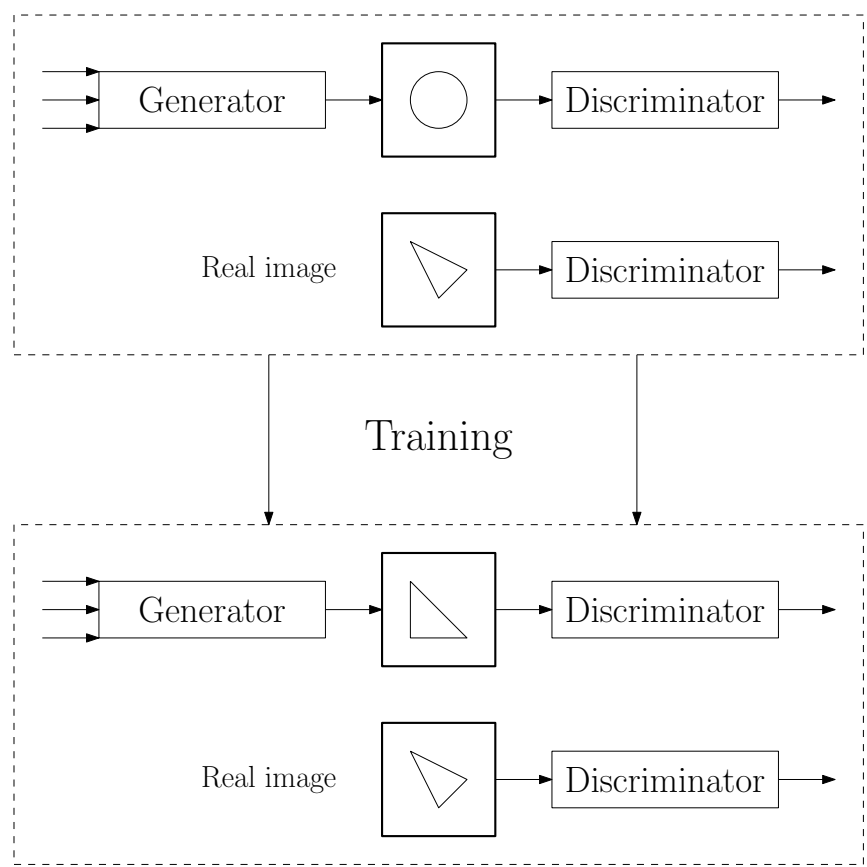 Generator
Discriminator
Real image
Discriminator
Training
Generator
Discriminator
Real image
Discriminator